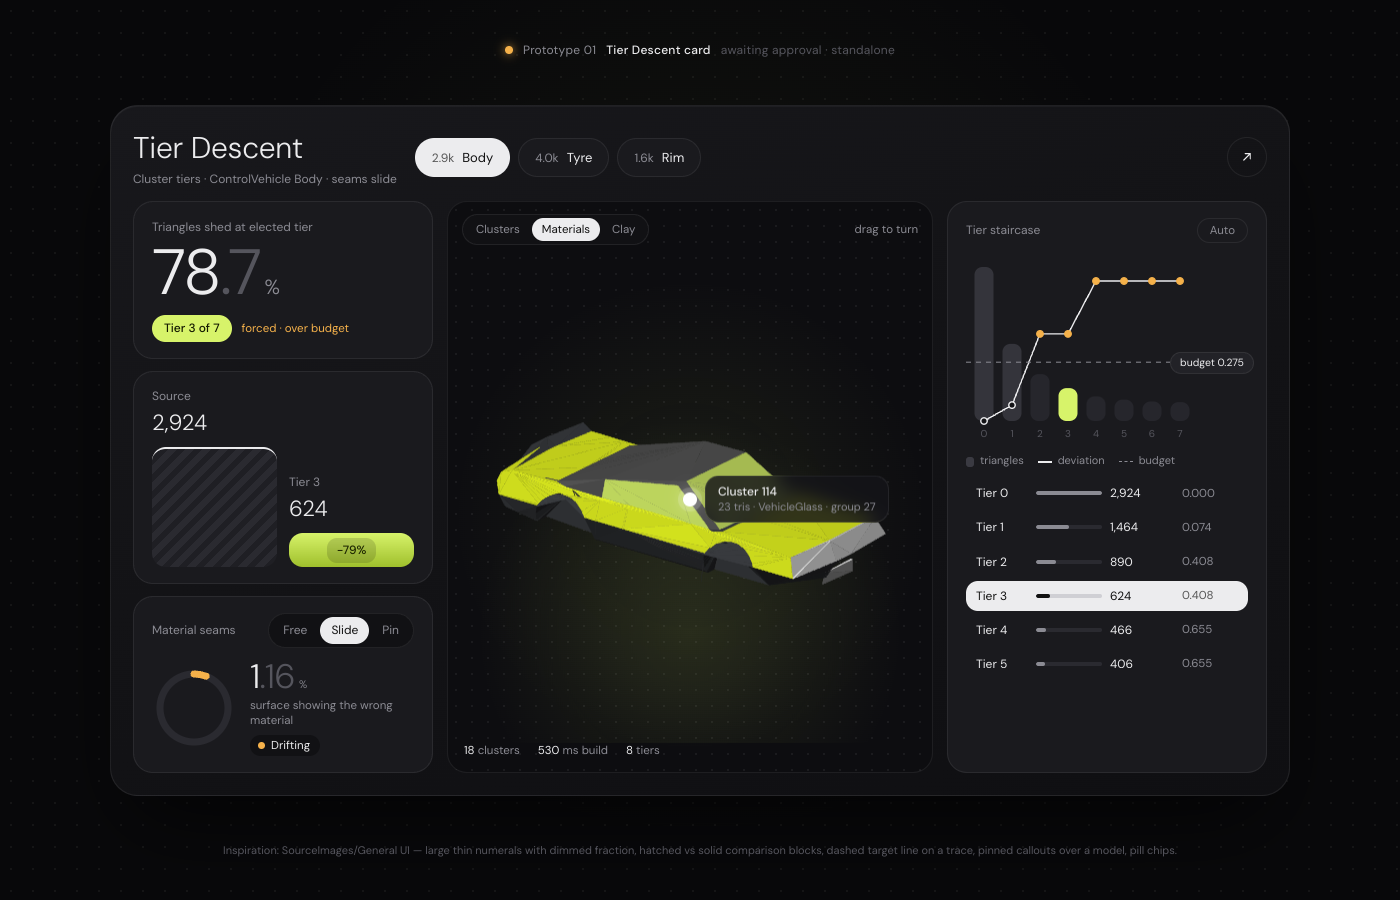 Prototype 01 Tier Descent card awaiting approval · standalone
Tier Descent
Cluster tiers · ControlVehicle Body · seams slide
2.9k Body
4.0k Tyre
1.6k Rim
Triangles shed at elected tier
78.7 %
Tier 3 of 7 forced · over budget
Source
2,924
Tier 3
624
-79%
Material seams
Free Slide Pin
1.16 %
surface showing the wrong
material
Drifting
Clusters Materials Clay
drag to turn
Cluster 114
23 tris · VehicleGlass · group 27
18 clusters 530 ms build 8 tiers
Tier staircase
Auto
budget 0.275
0 1 2 3 4 5 6 7
triangles deviation budget
Tier 0 2,924 0.000
Tier 1 1,464 0.074
Tier 2 890 0.408
Tier 3 624 0.408
Tier 4 466 0.655
Tier 5 406 0.655
Inspiration: SourceImages/General UI — large thin numerals with dimmed fraction, hatched vs solid comparison blocks, dashed target line on a trace, pinned callouts over a model, pill chips.